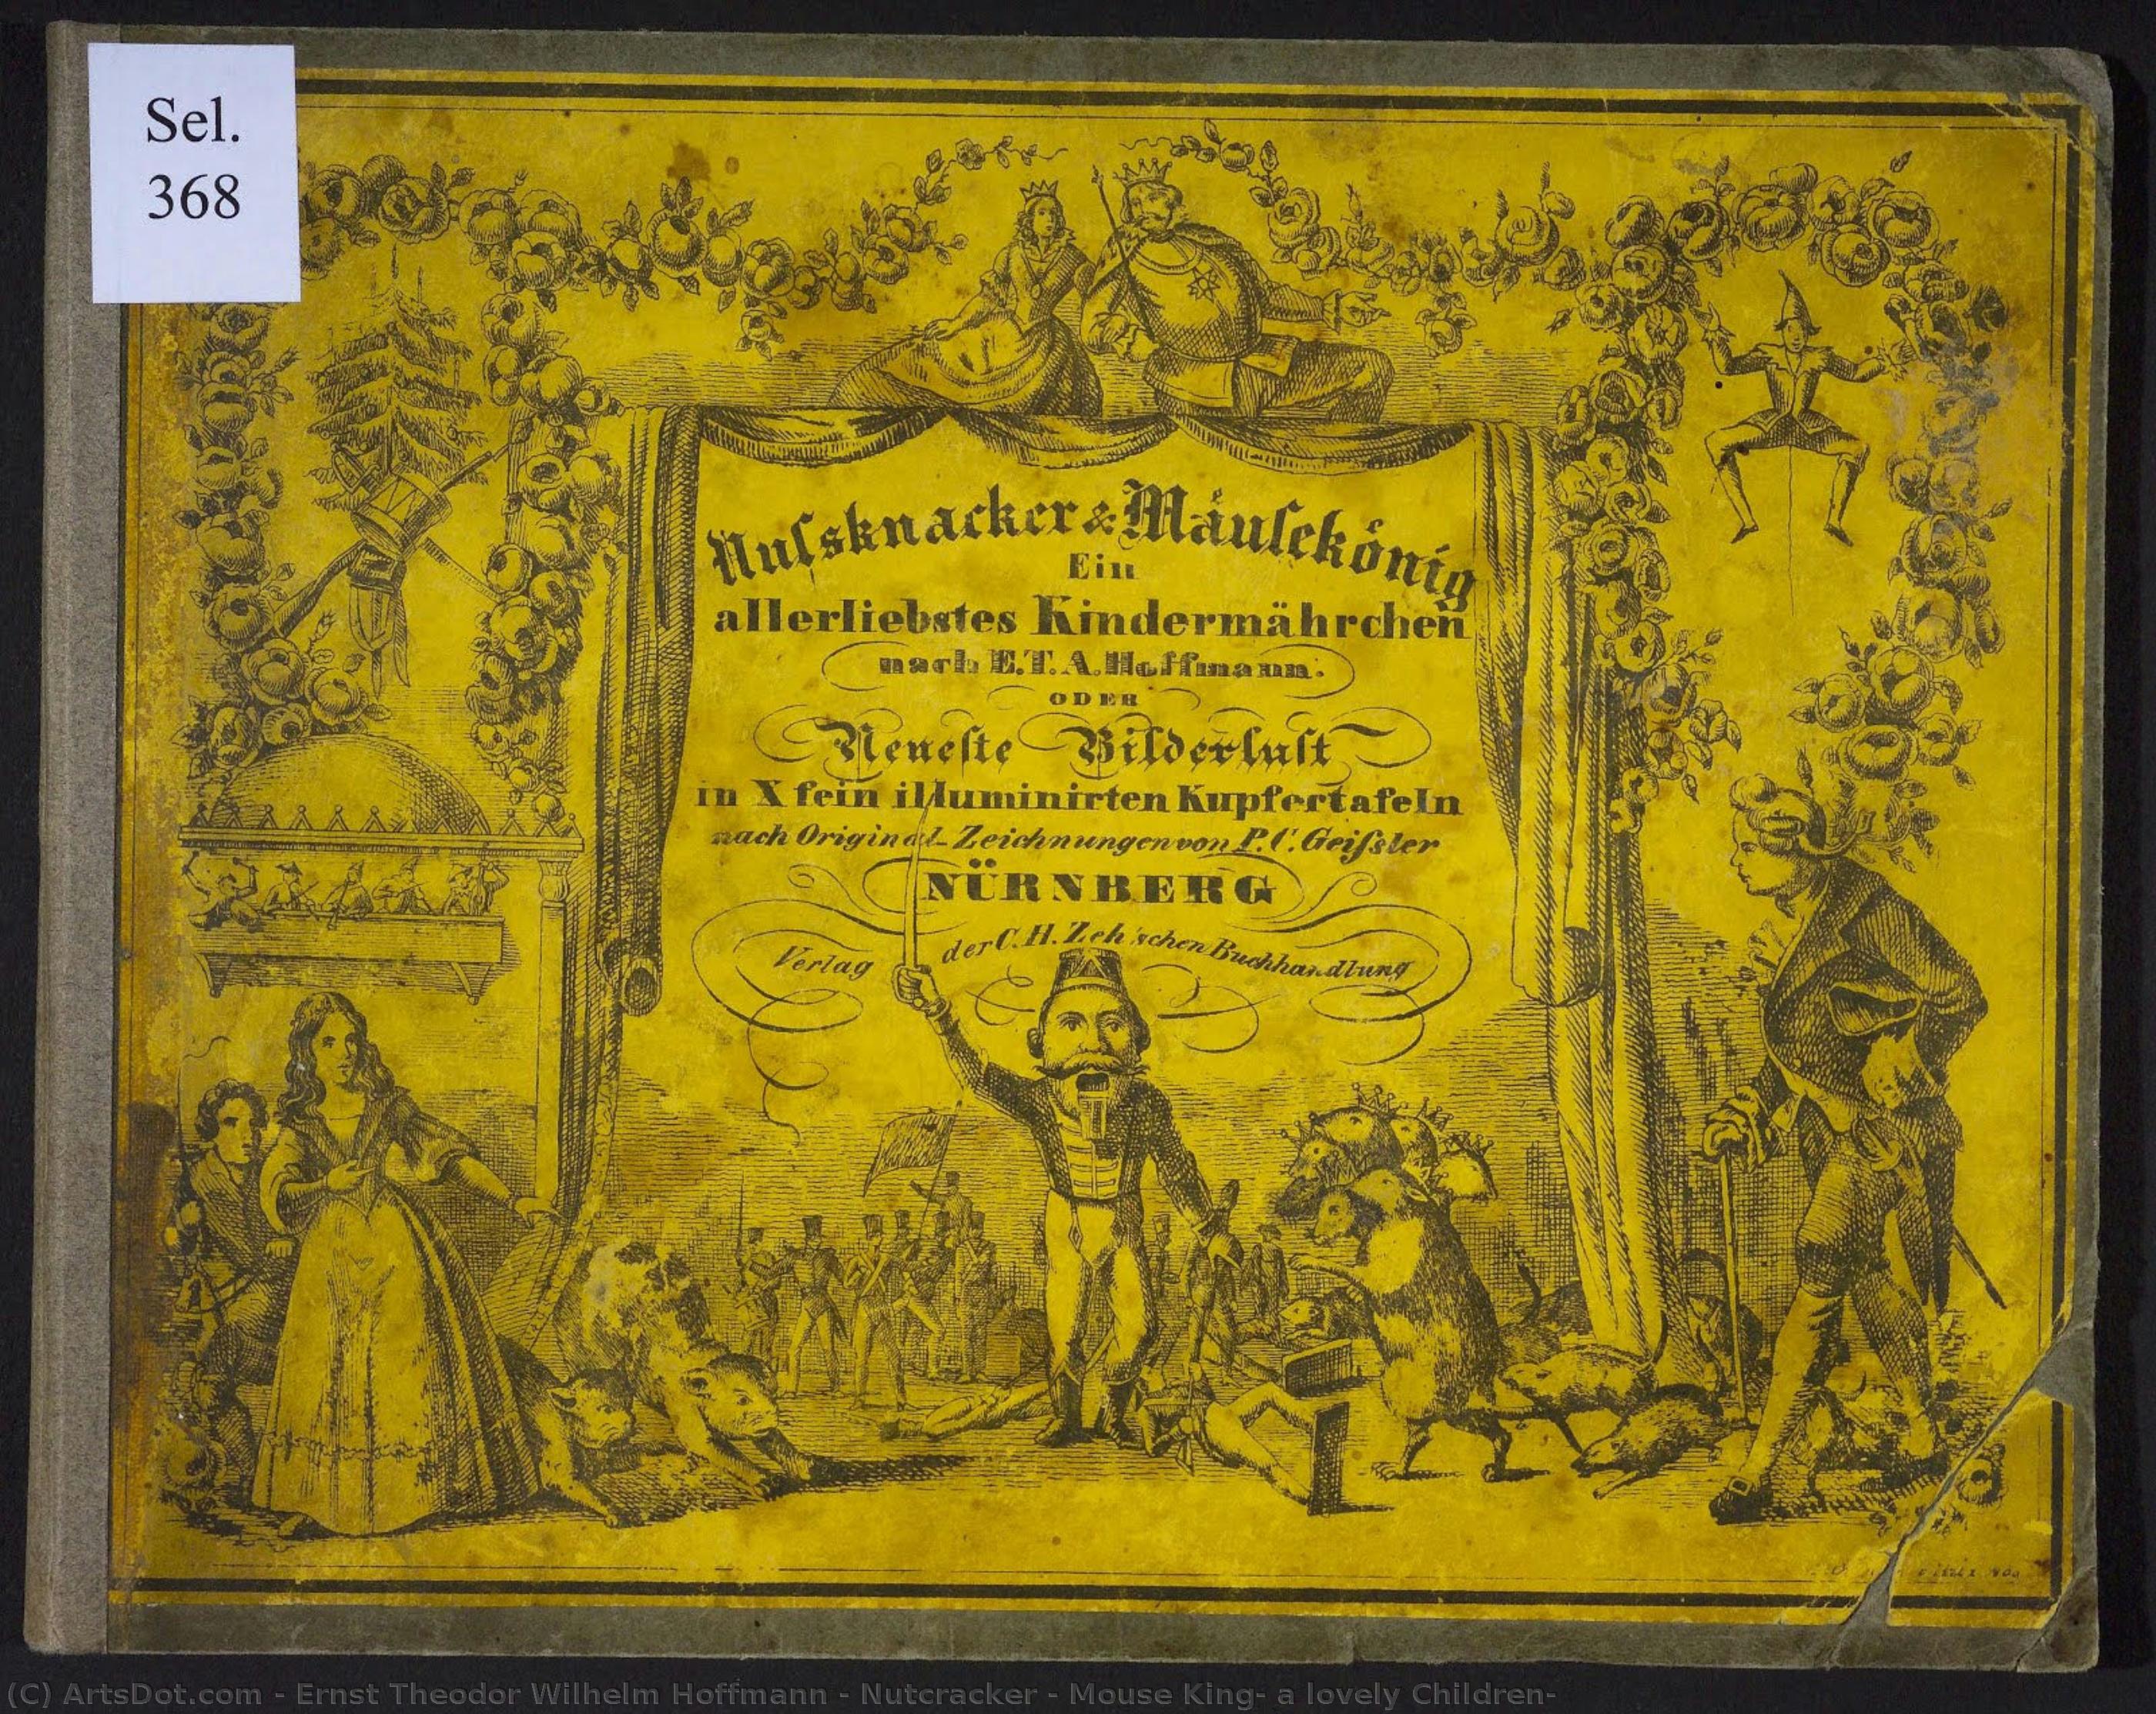 Sel.
368
Nuſsknacker & Mäuſekönig
Ein
allerliebstes Kindermährchen
nach E.T.A. Hoffmann.
ODER
Neueſte Bilderluſt
in X fein illuminirten Kupfertafeln
nach Original-Zeichnungen von P. C. Geiſsler
NÜRNBERG
Verlag der C. H. Zeh'schen Buchhandlung
(C) ArtsDot.com - Ernst Theodor Wilhelm Hoffmann - Nutcracker - Mouse King- a lovely Children-